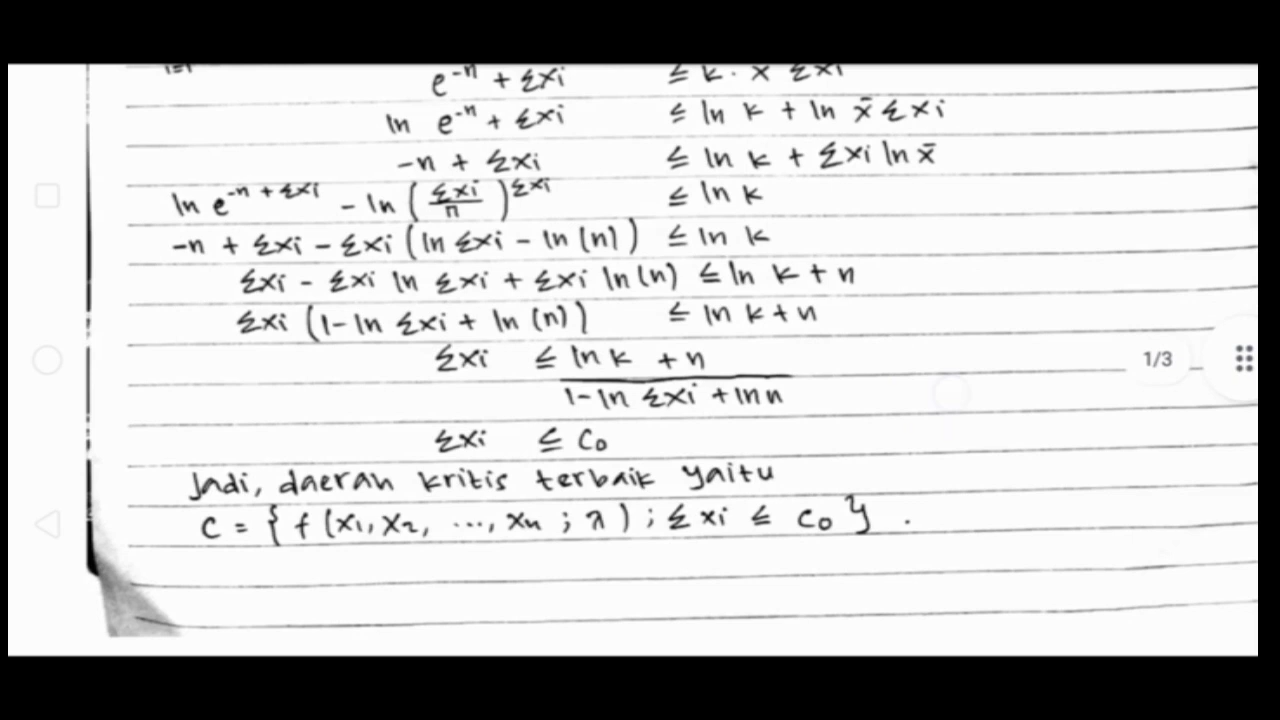 i=1
e^{-n + Σxi} ≤ k · x̄ ^{Σxi}
ln e^{-n + Σxi} ≤ ln k + ln x̄ ^{Σxi}
-n + Σxi ≤ ln k + Σxi ln x̄
ln e^{-n + Σxi} - ln (Σxi/n)^{Σxi} ≤ ln k
-n + Σxi - Σxi (ln Σxi - ln (n)) ≤ ln k
Σxi - Σxi ln Σxi + Σxi ln (n) ≤ ln k + n
Σxi (1 - ln Σxi + ln (n)) ≤ ln k + n
Σxi ≤ ln k + n
1/3
1 - ln Σxi + ln n
Σxi ≤ C₀
Jadi, daerah kritis terbaik yaitu
C = { f (x₁, x₂, ..., xₙ ; λ) ; Σxi ≤ C₀ } .